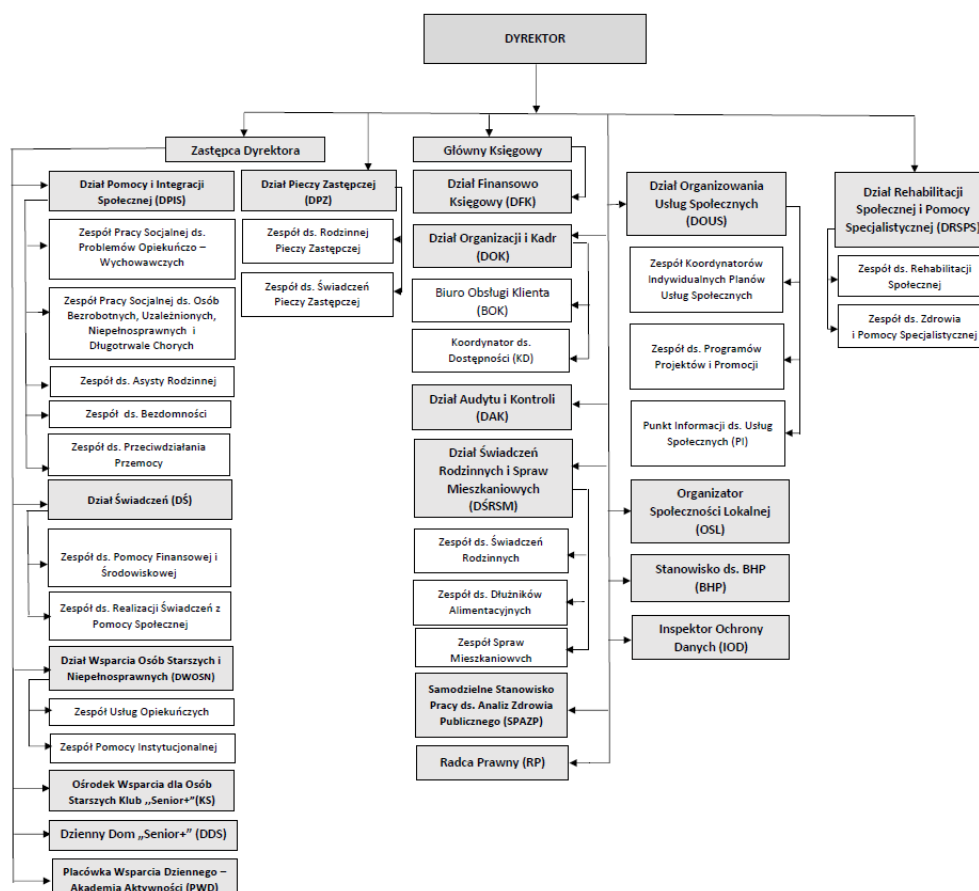 DYREKTOR
Zastępca Dyrektora
Dział Pomocy i Integracji
Społecznej (DPIS)
Zespół Pracy Socjalnej ds.
Problemów Opiekuńczo –
Wychowawczych
Zespół Pracy Socjalnej ds. Osób
Bezrobotnych, Uzależnionych,
Niepełnosprawnych i
Długotrwale Chorych
Zespół ds. Asysty Rodzinnej
Zespół ds. Bezdomności
Zespół ds. Przeciwdziałania
Przemocy
Dział Świadczeń (DŚ)
Zespół ds. Pomocy Finansowej i
Środowiskowej
Zespół ds. Realizacji Świadczeń z
Pomocy Społecznej
Dział Wsparcia Osób Starszych i
Niepełnosprawnych (DWOSN)
Zespół Usług Opiekuńczych
Zespół Pomocy Instytucjonalnej
Ośrodek Wsparcia dla Osób
Starszych Klub ,,Senior+"(KS)
Dzienny Dom „Senior+" (DDS)
Placówka Wsparcia Dziennego –
Akademia Aktywności (PWD)
Dział Pieczy Zastępczej
(DPZ)
Zespół ds. Rodzinnej
Pieczy Zastępczej
Zespół ds. Świadczeń
Pieczy Zastępczej
Główny Księgowy
Dział Finansowo
Księgowy (DFK)
Dział Organizacji i Kadr
(DOK)
Biuro Obsługi Klienta
(BOK)
Koordynator ds.
Dostępności (KD)
Dział Audytu i Kontroli
(DAK)
Dział Świadczeń
Rodzinnych i Spraw
Mieszkaniowych
(DŚRSM)
Zespół ds. Świadczeń
Rodzinnych
Zespół ds. Dłużników
Alimentacyjnych
Zespół Spraw
Mieszkaniowych
Samodzielne Stanowisko
Pracy ds. Analiz Zdrowia
Publicznego (SPAZP)
Radca Prawny (RP)
Dział Organizowania
Usług Społecznych
(DOUS)
Zespół Koordynatorów
Indywidualnych Planów
Usług Społecznych
Zespół ds. Programów
Projektów i Promocji
Punkt Informacji ds. Usług
Społecznych (PI)
Organizator
Społeczności Lokalnej
(OSL)
Stanowisko ds. BHP
(BHP)
Inspektor Ochrony
Danych (IOD)
Dział Rehabilitacji
Społecznej i Pomocy
Specjalistycznej (DRSPS)
Zespół ds. Rehabilitacji
Społecznej
Zespół ds. Zdrowia
i Pomocy Specjalistycznej